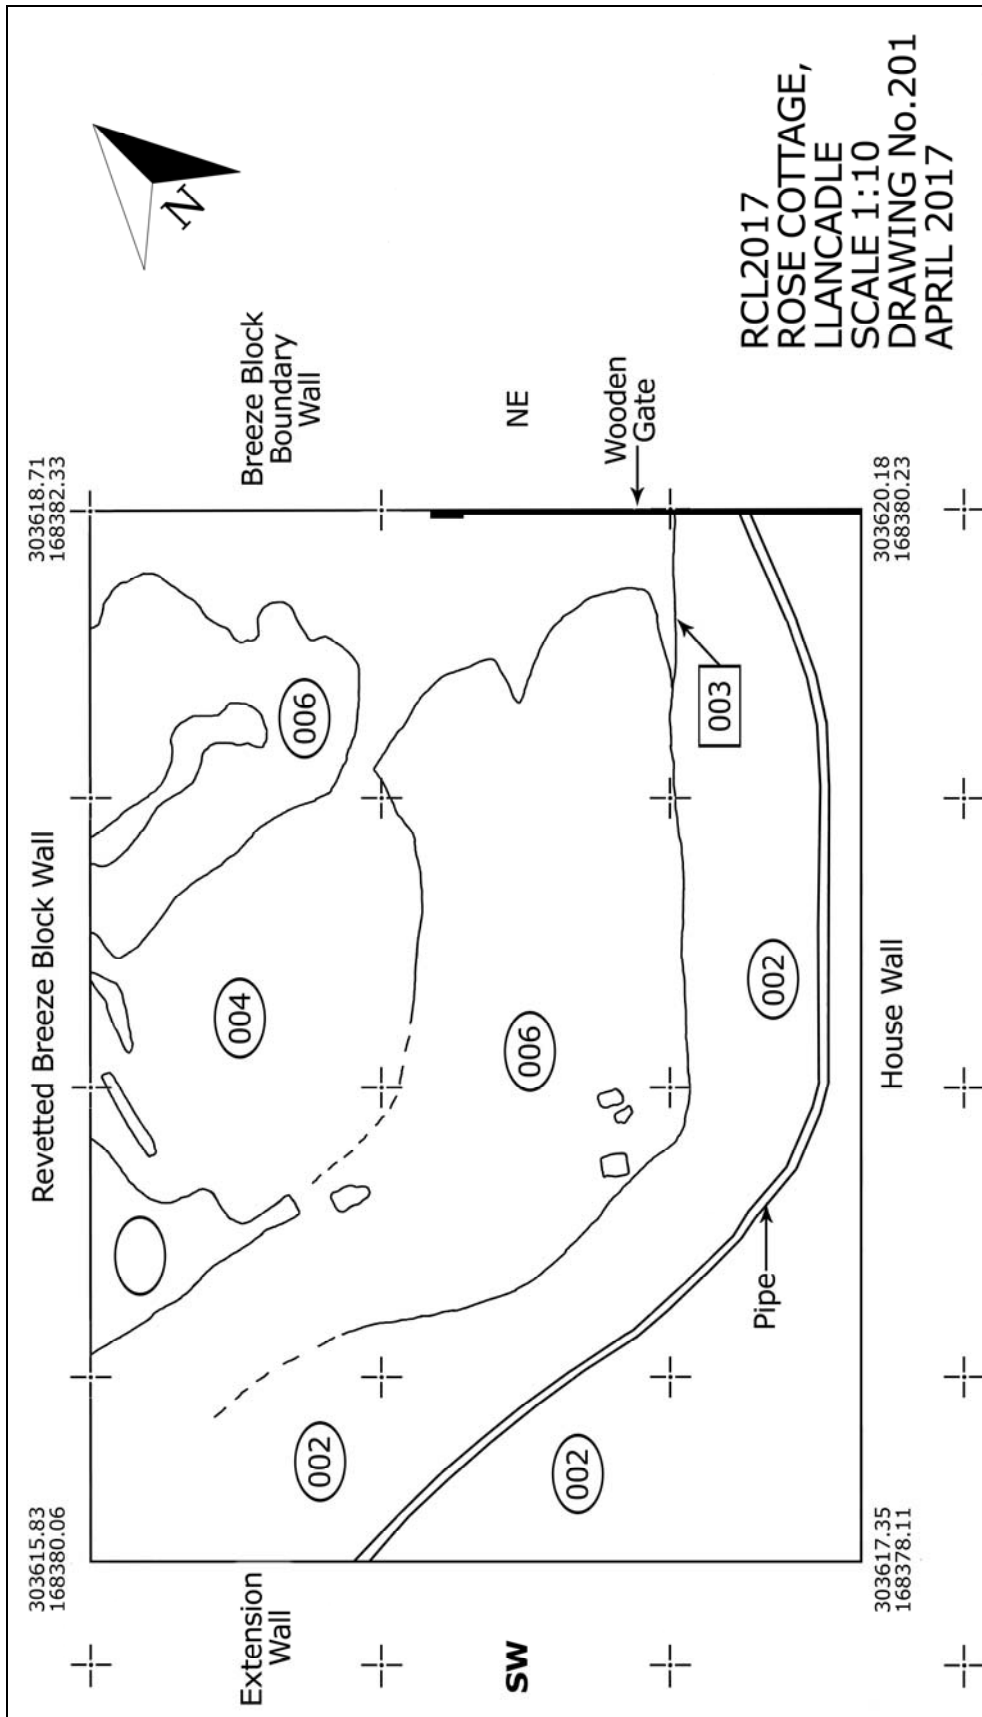 Revetted Breeze Block Wall
303615.83
168380.06
303618.71
168382.33
N
Extension
Wall
004
006
Breeze Block
Boundary
Wall
002
006
SW
NE
002
Wooden
Gate
003
Pipe
002
House Wall
303617.35
168378.11
303620.18
168380.23
RCL2017
ROSE COTTAGE,
LLANCADLE
SCALE 1:10
DRAWING No.201
APRIL 2017